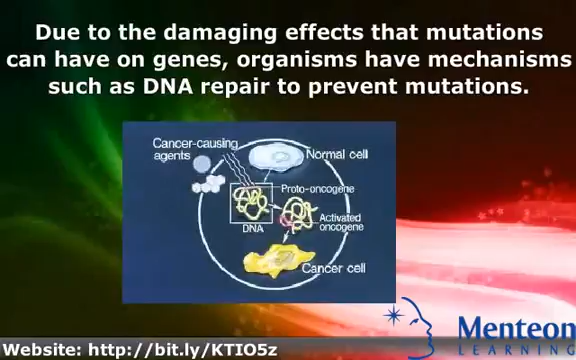 Due to the damaging effects that mutations
can have on genes, organisms have mechanisms
such as DNA repair to prevent mutations.
Cancer-causing
agents
Normal cell
Proto-oncogene
Activated
oncogene
DNA
Cancer cell
Menteon
LEARNING
Website: http://bit.ly/KTIO5z